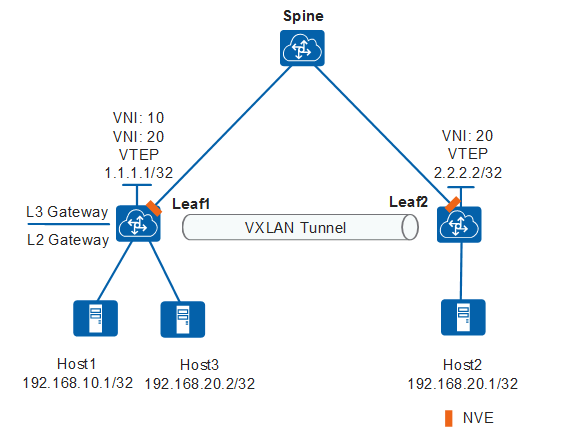 Spine
VNI: 10
VNI: 20
VTEP
1.1.1.1/32
VNI: 20
VTEP
2.2.2.2/32
Leaf1
Leaf2
L3 Gateway
L2 Gateway
VXLAN Tunnel
Host1
192.168.10.1/32
Host3
192.168.20.2/32
Host2
192.168.20.1/32
NVE